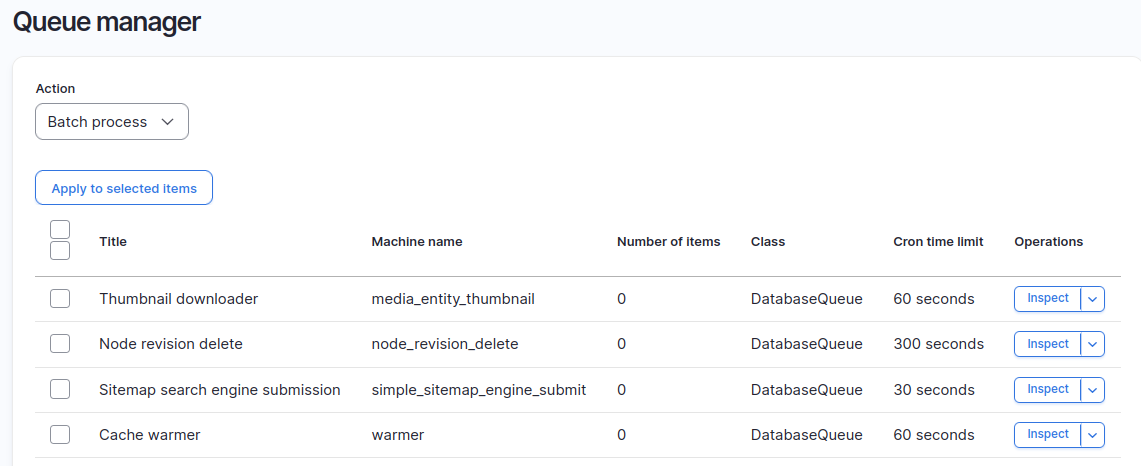 Queue manager
Action
Batch process
Apply to selected items
Title Machine name Number of items Class Cron time limit Operations
Thumbnail downloader media_entity_thumbnail 0 DatabaseQueue 60 seconds Inspect
Node revision delete node_revision_delete 0 DatabaseQueue 300 seconds Inspect
Sitemap search engine submission simple_sitemap_engine_submit 0 DatabaseQueue 30 seconds Inspect
Cache warmer warmer 0 DatabaseQueue 60 seconds Inspect